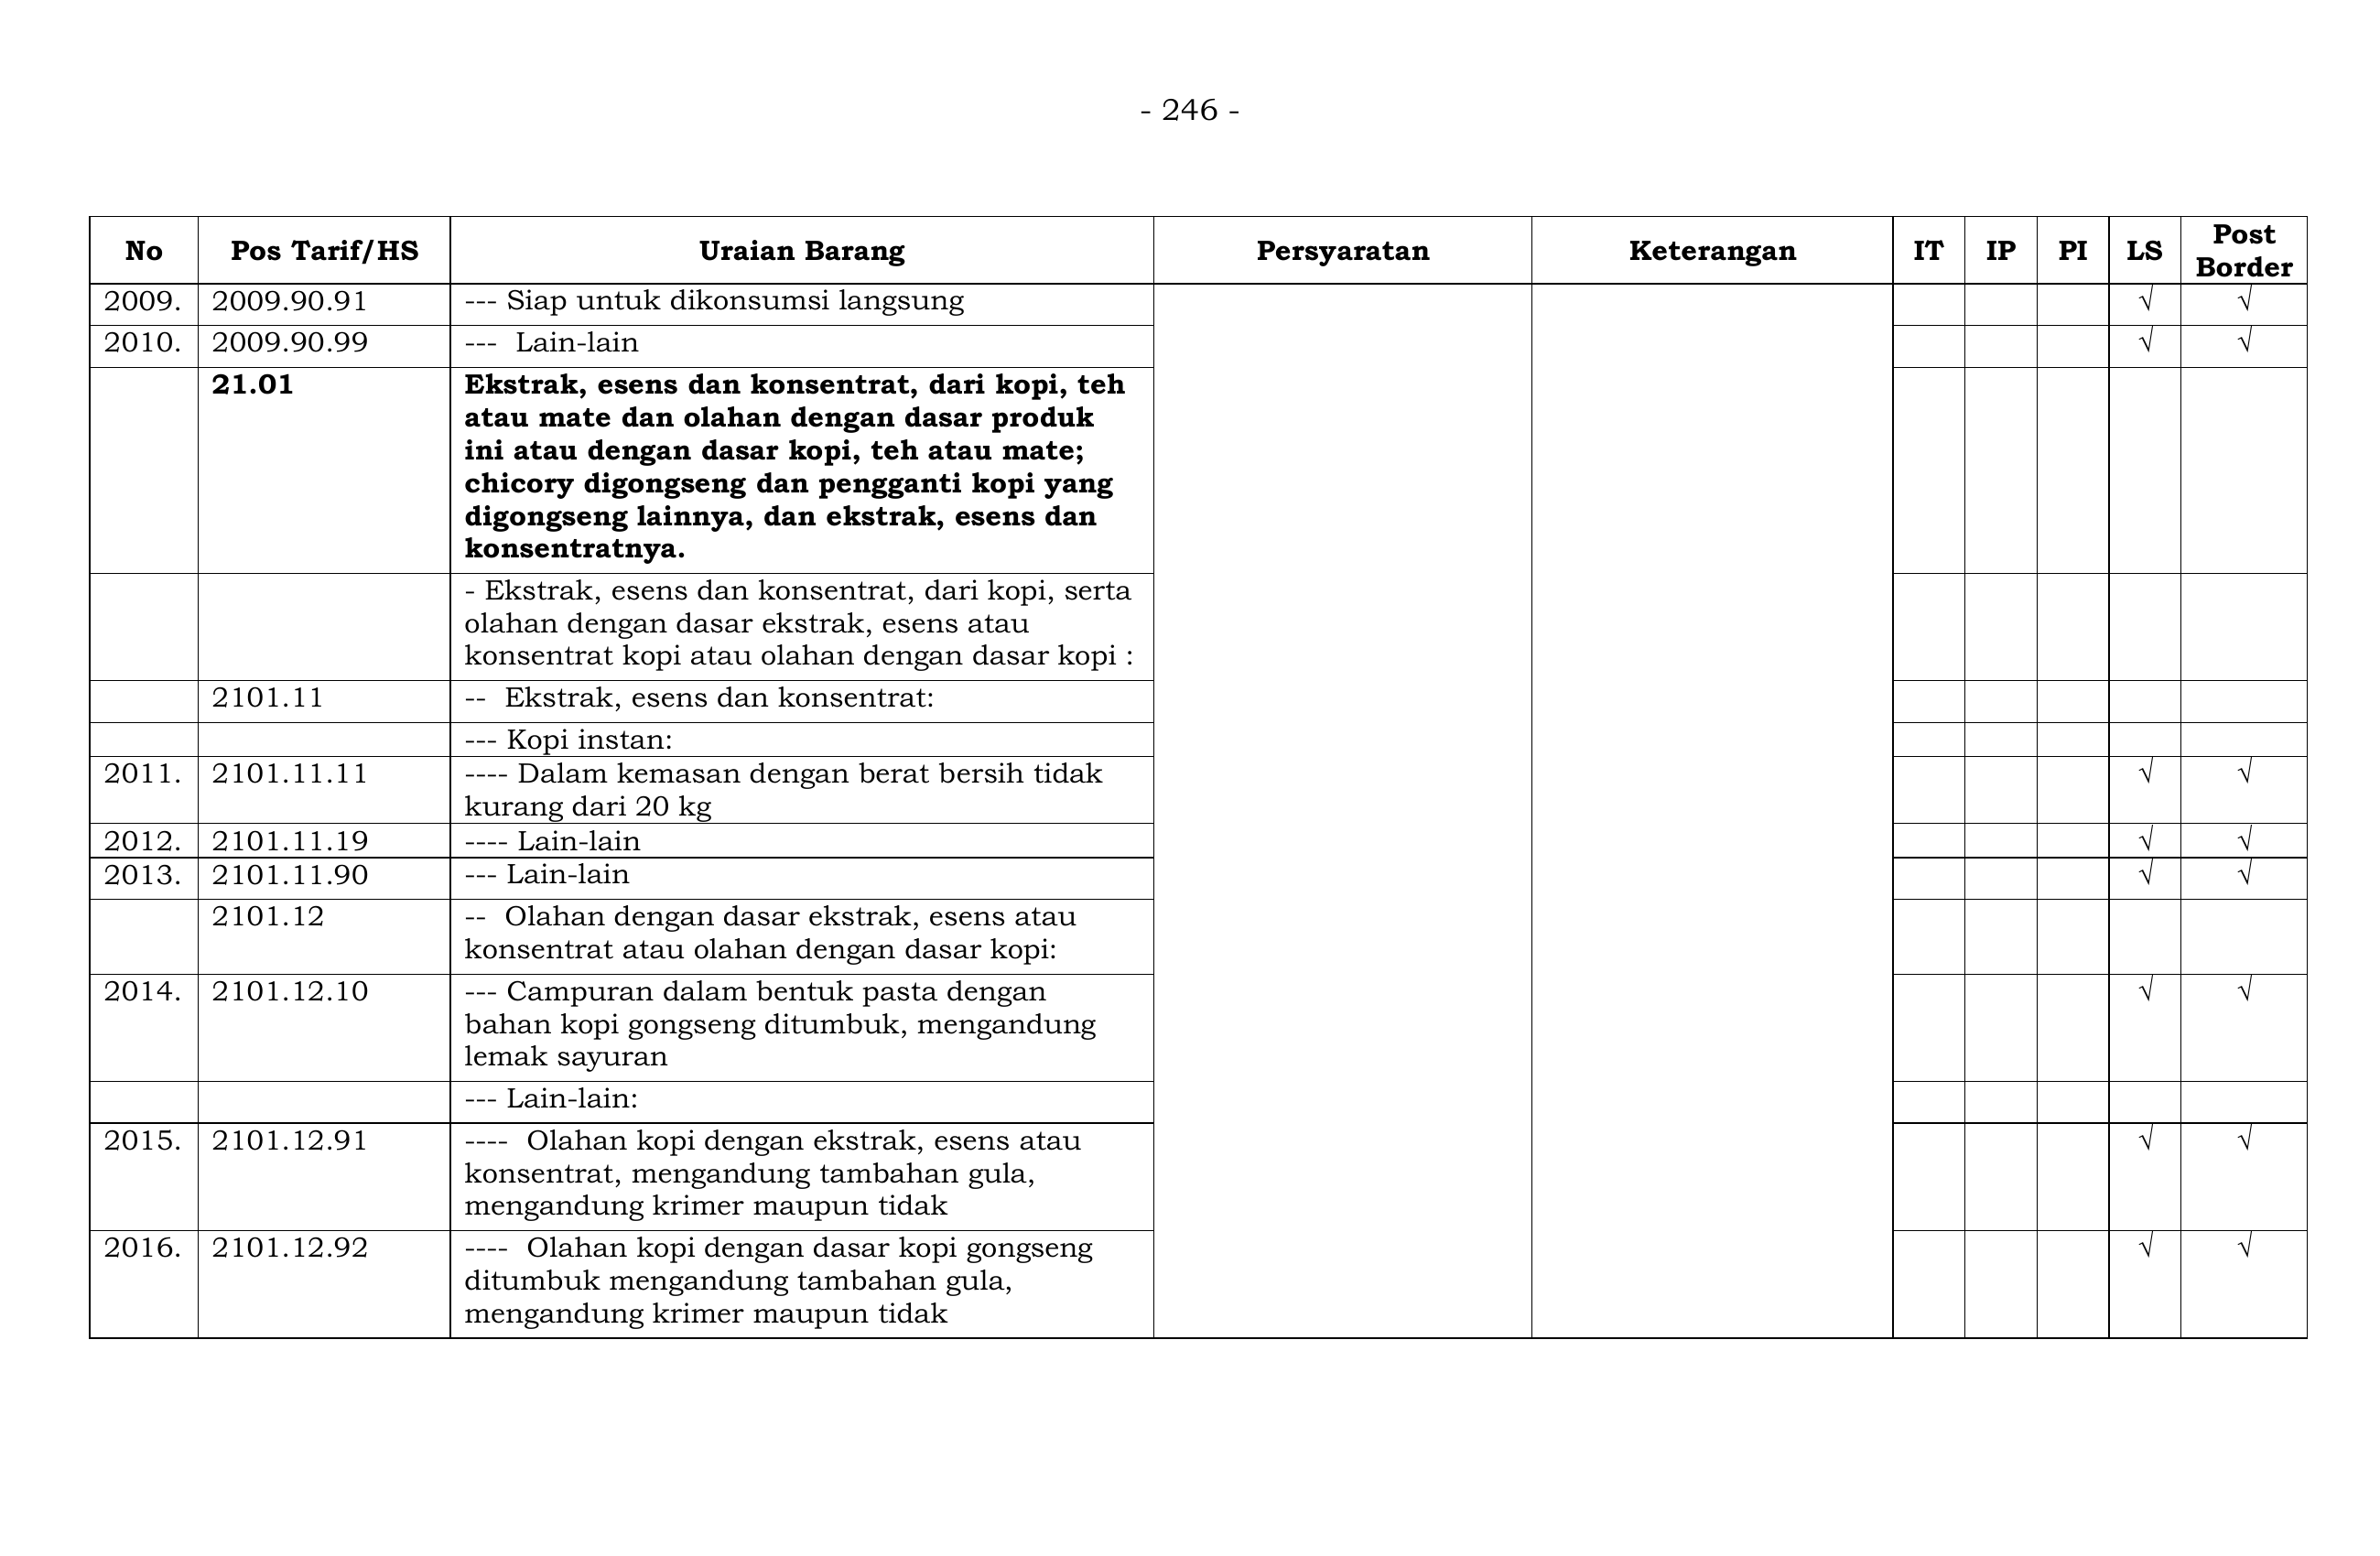 - 246 -
No Pos Tarif/HS Uraian Barang Persyaratan Keterangan IT IP PI LS Post Border
2009. 2009.90.91 --- Siap untuk dikonsumsi langsung √ √
2010. 2009.90.99 --- Lain-lain √ √
21.01 Ekstrak, esens dan konsentrat, dari kopi, teh
atau mate dan olahan dengan dasar produk
ini atau dengan dasar kopi, teh atau mate;
chicory digongseng dan pengganti kopi yang
digongseng lainnya, dan ekstrak, esens dan
konsentratnya.
- Ekstrak, esens dan konsentrat, dari kopi, serta
olahan dengan dasar ekstrak, esens atau
konsentrat kopi atau olahan dengan dasar kopi :
2101.11 -- Ekstrak, esens dan konsentrat:
--- Kopi instan:
2011. 2101.11.11 ---- Dalam kemasan dengan berat bersih tidak √ √
kurang dari 20 kg
2012. 2101.11.19 ---- Lain-lain √ √
2013. 2101.11.90 --- Lain-lain √ √
2101.12 -- Olahan dengan dasar ekstrak, esens atau
konsentrat atau olahan dengan dasar kopi:
2014. 2101.12.10 --- Campuran dalam bentuk pasta dengan √ √
bahan kopi gongseng ditumbuk, mengandung
lemak sayuran
--- Lain-lain:
2015. 2101.12.91 ---- Olahan kopi dengan ekstrak, esens atau √ √
konsentrat, mengandung tambahan gula,
mengandung krimer maupun tidak
2016. 2101.12.92 ---- Olahan kopi dengan dasar kopi gongseng √ √
ditumbuk mengandung tambahan gula,
mengandung krimer maupun tidak